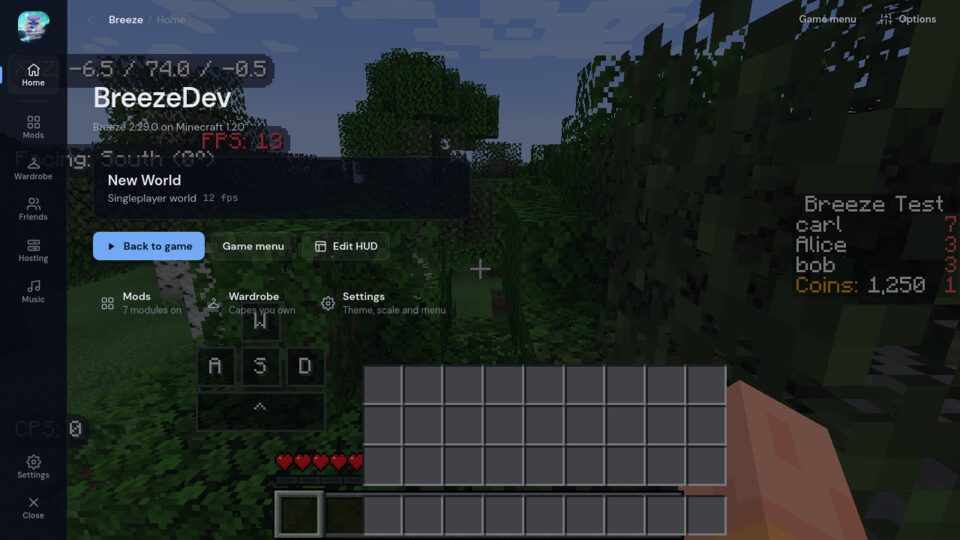 Breeze / Home
Game menu
Options
-6.5 / 74.0 / -0.5
Home
BreezeDev
Breeze 2.29.0 on Minecraft 1.20
FPS: 13
Mods
Facing: South (0°)
Wardrobe
New World
Singleplayer world 12 fps
Friends
Breeze Test
carl 7
Alice 3
bob 3
Coins: 1,250 1
Hosting
Back to game
Game menu
Edit HUD
Music
Mods
7 modules on
Wardrobe
Capes you own
Settings
Theme, scale and menu
W
A
S
D
CPS: 0
Settings
Close